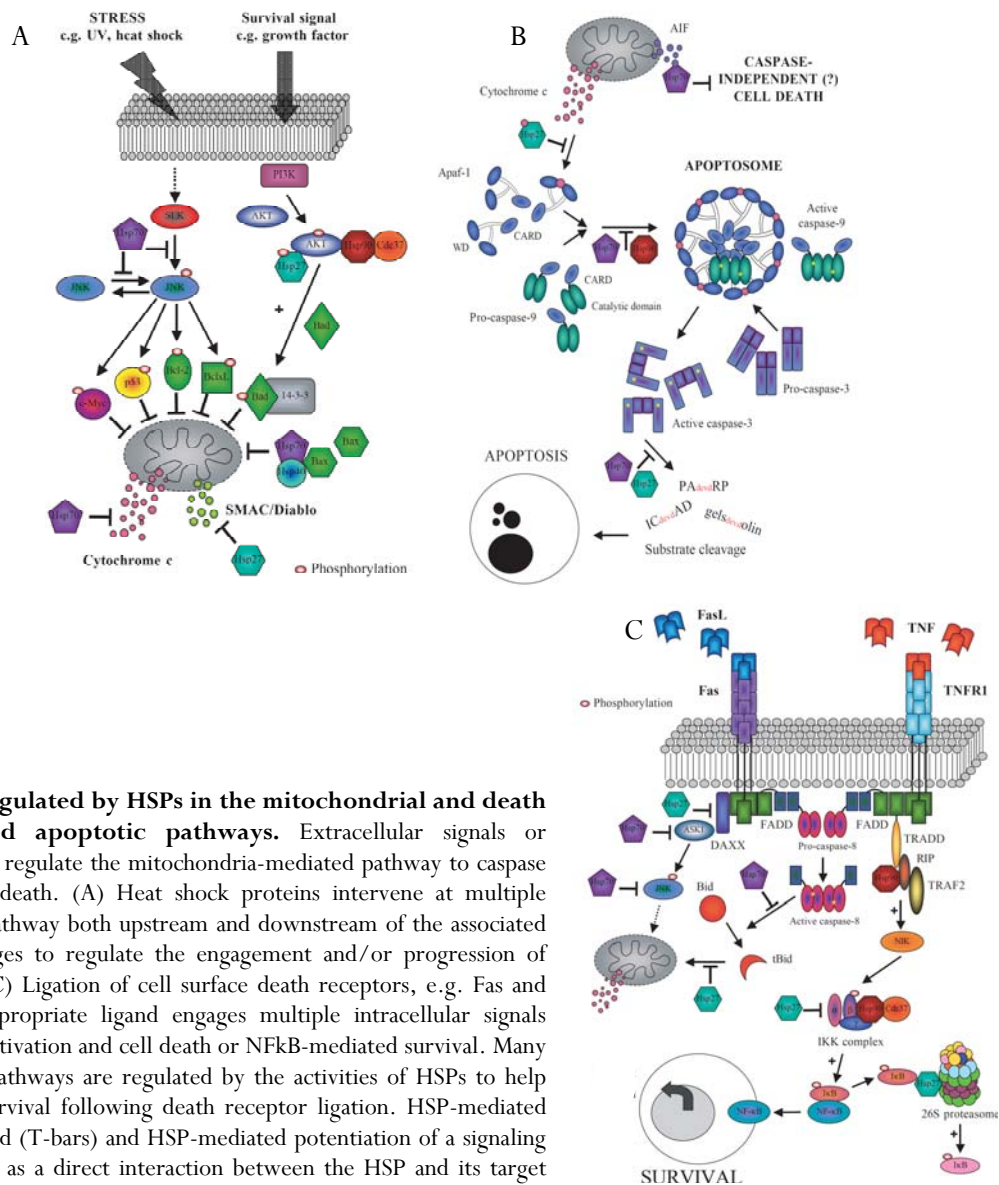 A
STRESS
e.g. UV, heat shock
Survival signal
e.g. growth factor
PI3K
SEK
AKT
Hsp70
AKT
Hsp90
Cdc37
Hsp27
JNK
JNK
+
Bad
c-Myc
p53
Bcl-2
BclxL
Bad
14-3-3
Hsp70
Hsp40
Bax
Bax
Hsp70
SMAC/Diablo
Cytochrome c
Hsp27
Phosphorylation
B
AIF
Hsp70
CASPASE-
INDEPENDENT (?)
CELL DEATH
Cytochrome c
Hsp27
Apaf-1
WD
CARD
Hsp70
Hsp90
APOPTOSOME
Active
caspase-9
CARD
Catalytic domain
Pro-caspase-9
Pro-caspase-3
Active caspase-3
APOPTOSIS
Hsp70
Hsp27
PAdevdRP
ICdevdAD
gelsdevdolin
Substrate cleavage
C
FasL
TNF
Fas
TNFR1
Phosphorylation
Hsp27
Hsp70
ASK1
DAXX
FADD
Pro-caspase-8
FADD
TRADD
RIP
TRAF2
Hsp90
Hsp70
JNK
Bid
Hsp70
Active caspase-8
+
NIK
tBid
Hsp27
Hsp27
Hsp90
Cdc37
IKK complex
+
IκB
NF-κB
NF-κB
IκB
Hsp27
26S proteasome
+
IκB
SURVIVAL
gulated by HSPs in the mitochondrial and death
d apoptotic pathways. Extracellular signals or
regulate the mitochondria-mediated pathway to caspase
death. (A) Heat shock proteins intervene at multiple
athway both upstream and downstream of the associated
ges to regulate the engagement and/or progression of
C) Ligation of cell surface death receptors, e.g. Fas and
propriate ligand engages multiple intracellular signals
tivation and cell death or NFkB-mediated survival. Many
athways are regulated by the activities of HSPs to help
rvival following death receptor ligation. HSP-mediated
d (T-bars) and HSP-mediated potentiation of a signaling
as a direct interaction between the HSP and its target